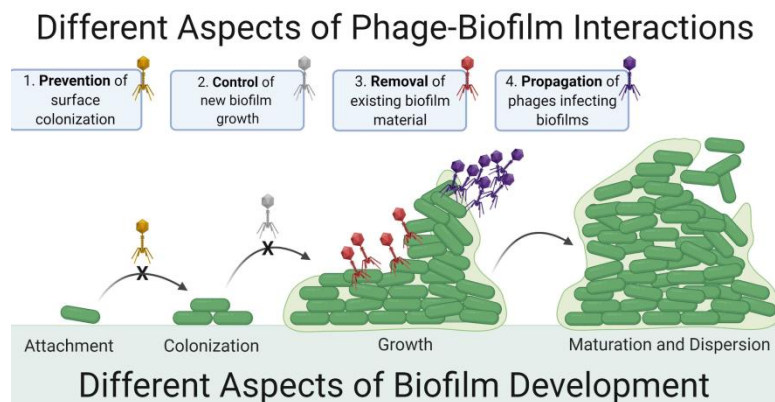 Different Aspects of Phage-Biofilm Interactions
1. Prevention of
surface
colonization
2. Control of
new biofilm
growth
3. Removal of
existing biofilm
material
4. Propagation of
phages infecting
biofilms
X
X
Attachment
Colonization
Growth
Maturation and Dispersion
Different Aspects of Biofilm Development